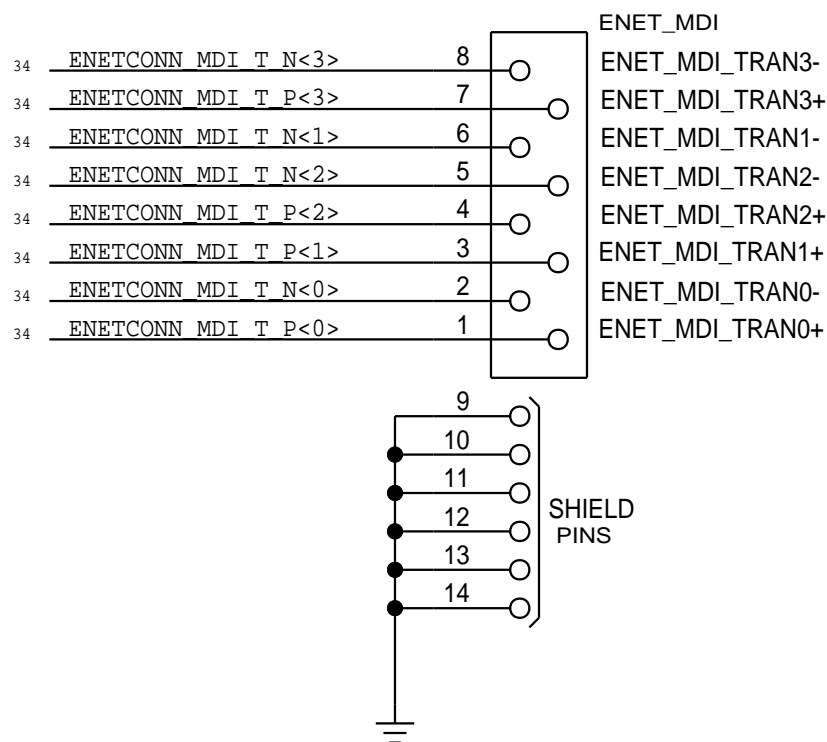 ENET_MDI
34 ENETCONN_MDI_T_N<3> 8 ENET_MDI_TRAN3-
34 ENETCONN_MDI_T_P<3> 7 ENET_MDI_TRAN3+
34 ENETCONN_MDI_T_N<1> 6 ENET_MDI_TRAN1-
34 ENETCONN_MDI_T_N<2> 5 ENET_MDI_TRAN2-
34 ENETCONN_MDI_T_P<2> 4 ENET_MDI_TRAN2+
34 ENETCONN_MDI_T_P<1> 3 ENET_MDI_TRAN1+
34 ENETCONN_MDI_T_N<0> 2 ENET_MDI_TRAN0-
34 ENETCONN_MDI_T_P<0> 1 ENET_MDI_TRAN0+
9
10
11
12
13
14
SHIELD
PINS